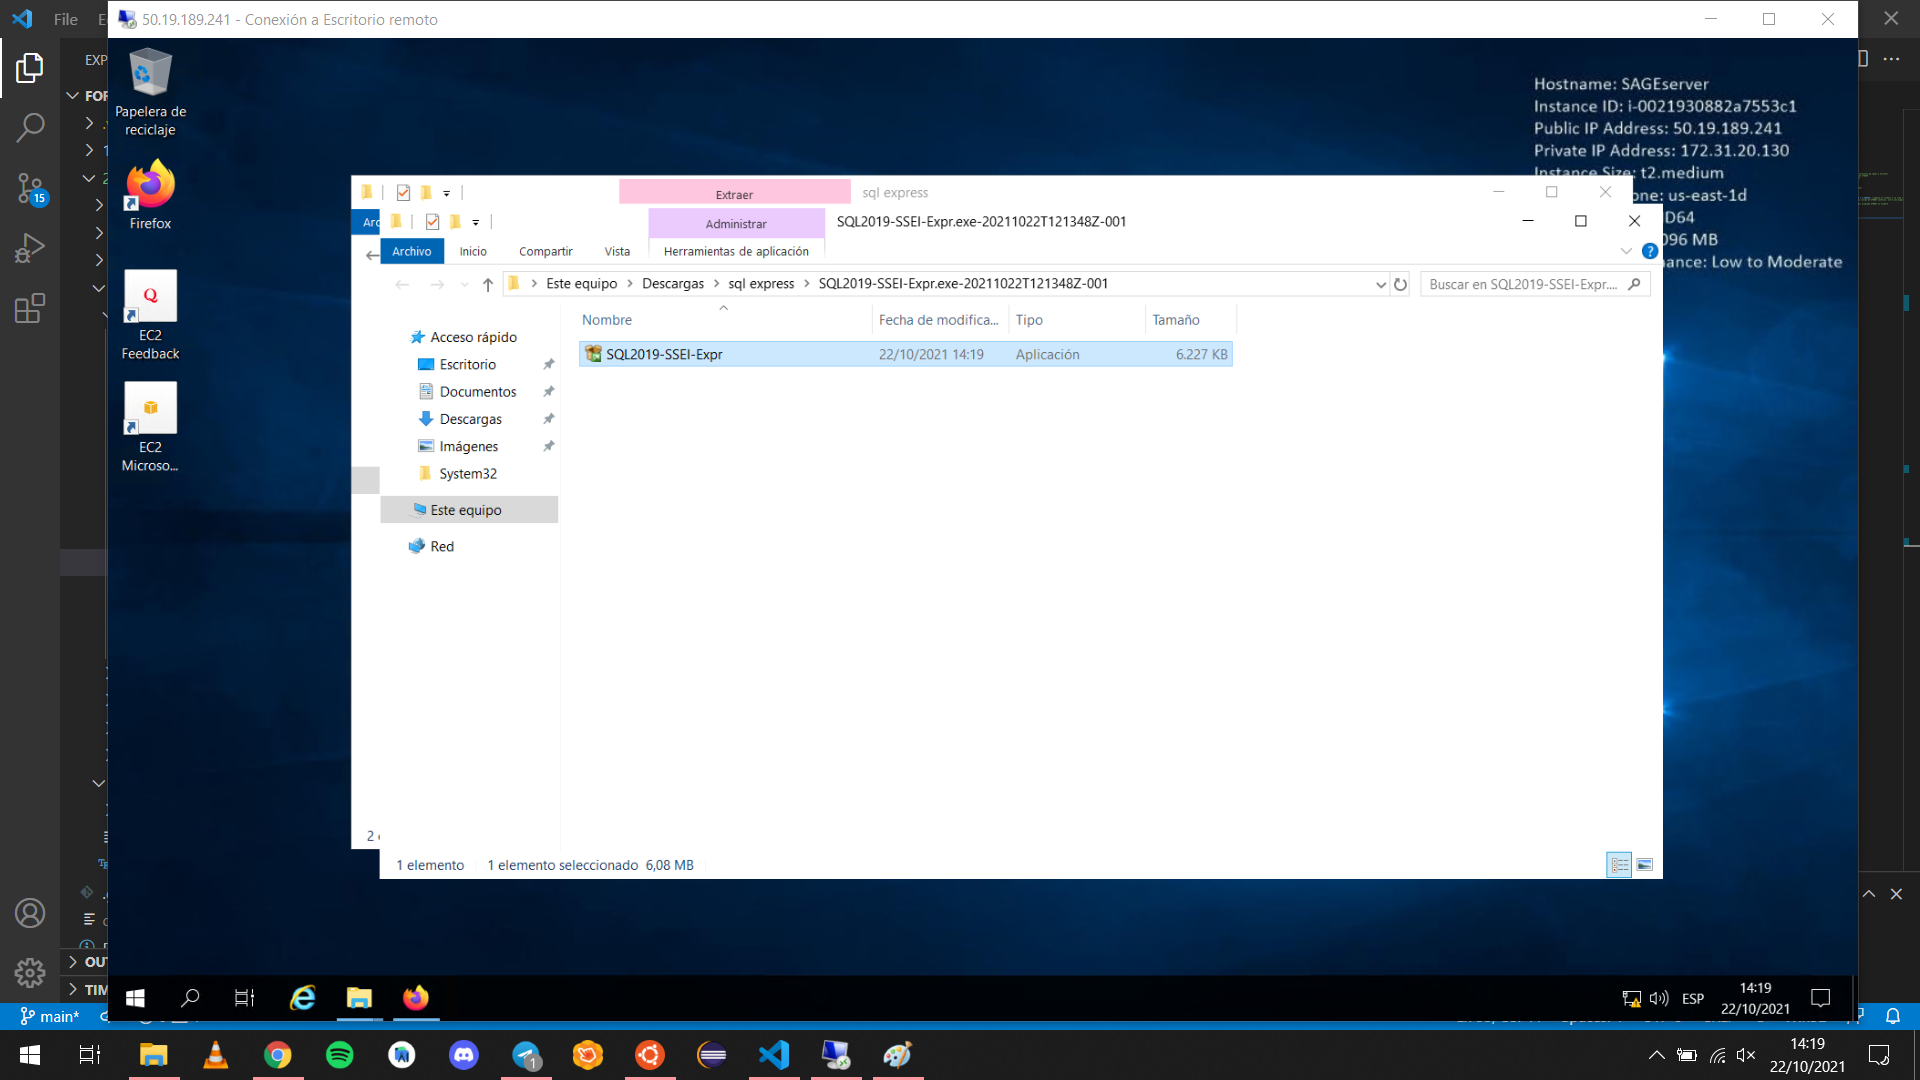 File
50.19.189.241 - Conexión a Escritorio remoto
Papelera de
reciclaje
Firefox
EC2
Feedback
EC2
Microso...
Hostname: SAGEserver
Instance ID: i-0021930882a7553c1
Public IP Address: 50.19.189.241
Private IP Address: 172.31.20.130
Instance Size: t2.medium
one: us-east-1d
D64
096 MB
ance: Low to Moderate
Extraer
sql express
Administrar
SQL2019-SSEI-Expr.exe-20211022T121348Z-001
Archivo
Inicio
Compartir
Vista
Herramientas de aplicación
Este equipo
Descargas
sql express
SQL2019-SSEI-Expr.exe-20211022T121348Z-001
Buscar en SQL2019-SSEI-Expr....
Nombre
Fecha de modifica...
Tipo
Tamaño
SQL2019-SSEI-Expr
22/10/2021 14:19
Aplicación
6.227 KB
Acceso rápido
Escritorio
Documentos
Descargas
Imágenes
System32
Este equipo
Red
2
1 elemento
1 elemento seleccionado 6,08 MB
EXP
FOR
15
OUT
TIM
main*
ESP
14:19
22/10/2021
1
14:19
22/10/2021